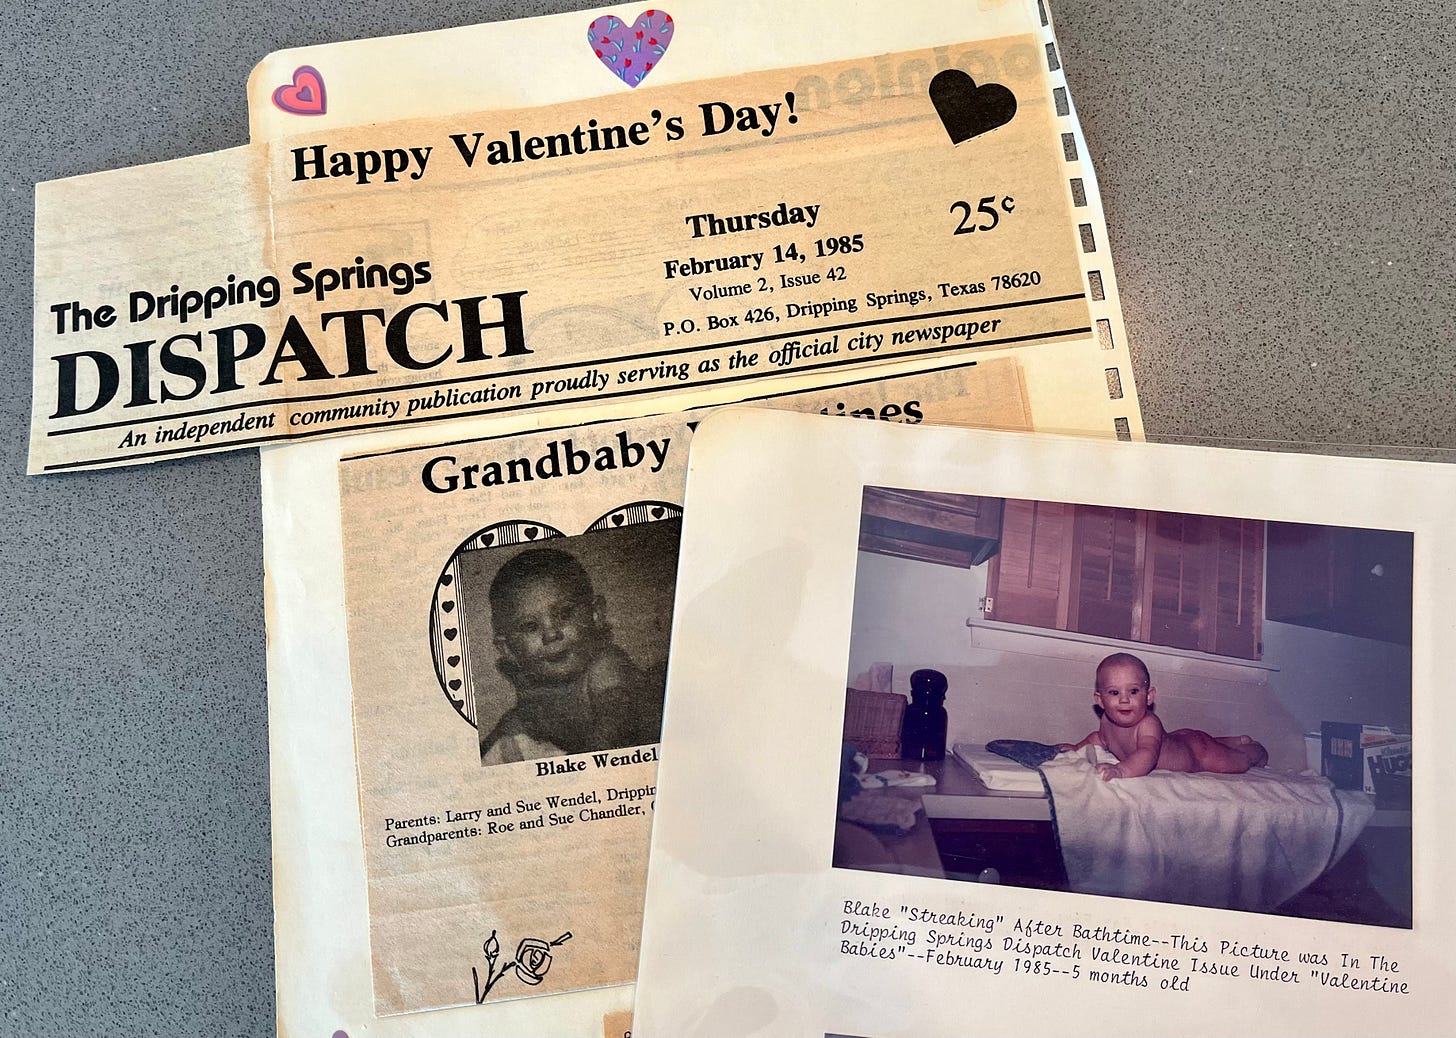 Happy Valentine's Day!
Thursday
25¢
February 14, 1985
Volume 2, Issue 42
P.O. Box 426, Dripping Springs, Texas 78620
The Dripping Springs
DISPATCH
An independent community publication proudly serving as the official city newspaper
Grandbaby
Blake Wendel
Parents: Larry and Sue Wendel,
Grandparents: Roe and Sue Chandler,
Blake "Streaking" After Bathtime--This Picture was In The
Dripping Springs Dispatch Valentine Issue Under "Valentine
Babies"--February 1985--5 months old